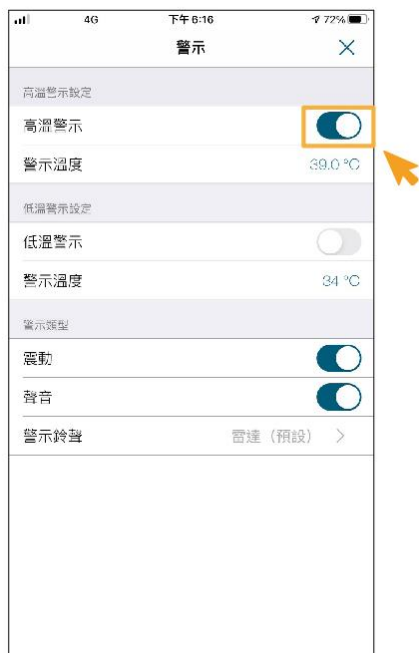 4G 下午 6:16 72%
警示
高溫警示設定
高溫警示
警示溫度 39.0 °C
低溫警示設定
低溫警示
警示溫度 34 °C
警示類型
震動
聲音
警示鈴聲 雷達（預設）